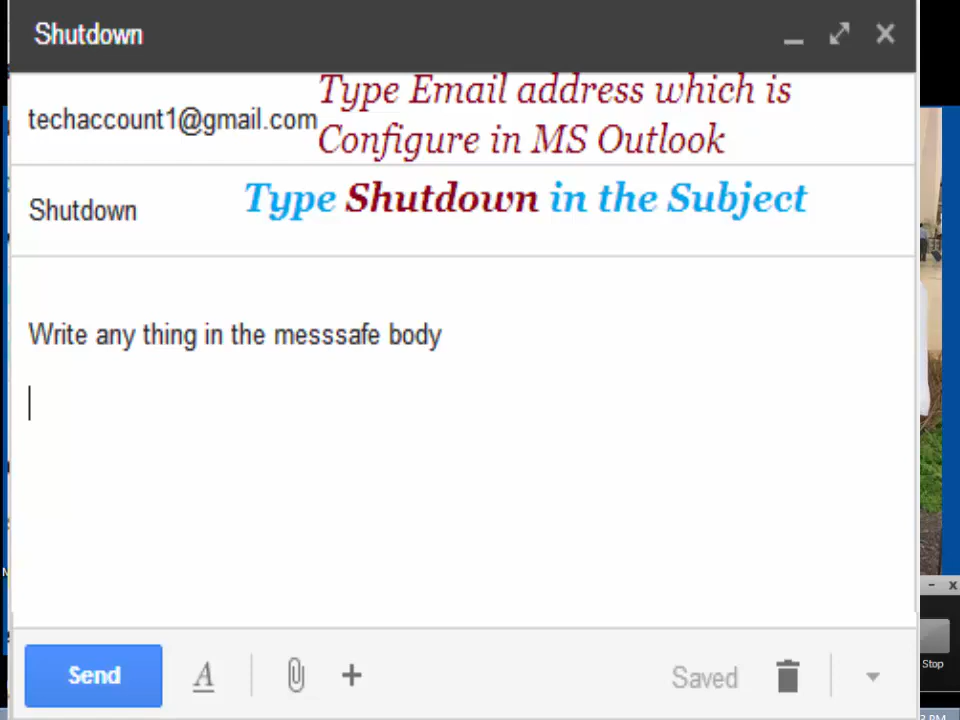 Shutdown
techaccount1@gmail.com
Type Email address which is
Configure in MS Outlook
Shutdown
Type Shutdown in the Subject
Write any thing in the messsafe body
Send
A
Saved
Stop
PM